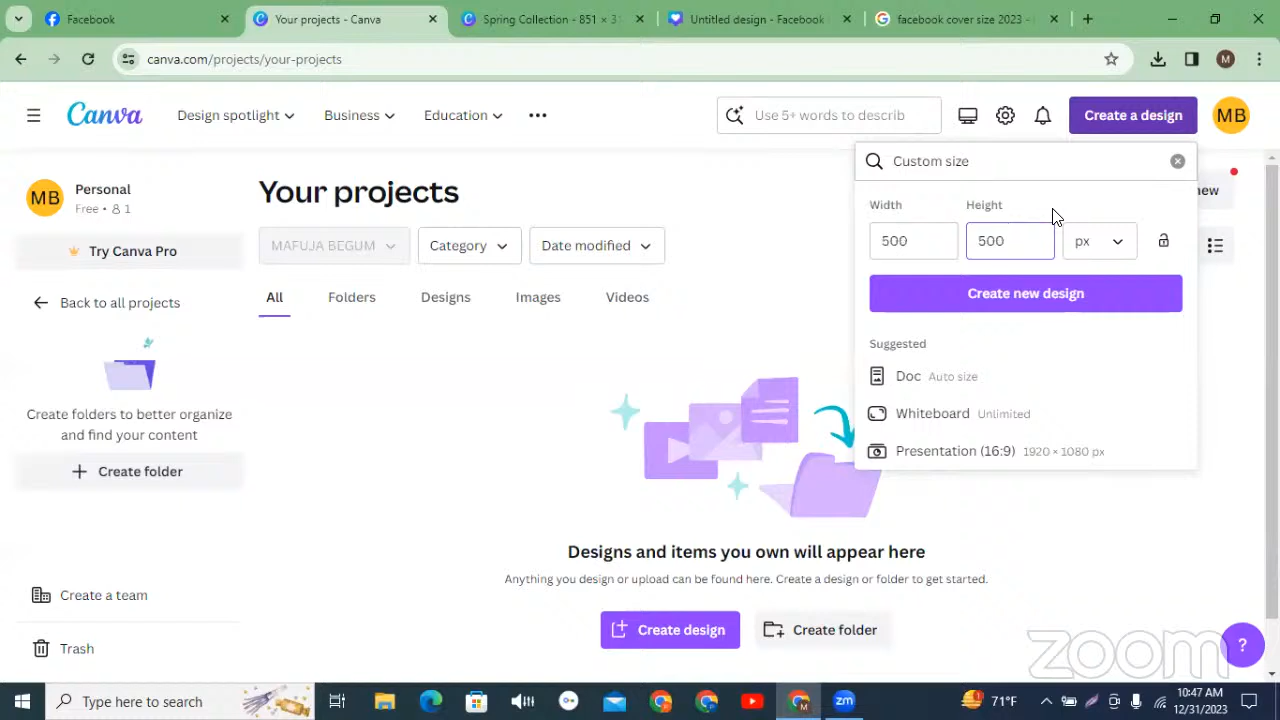 Facebook
Your projects - Canva
Spring Collection - 851 × 31
Untitled design - Facebook
facebook cover size 2023 -
canva.com/projects/your-projects
M
Canva
Design spotlight
Business
Education
•••
Use 5+ words to describ
Create a design
MB
MB
Personal
Free • 1
Try Canva Pro
Back to all projects
Create folders to better organize
and find your content
Create folder
Create a team
Trash
Your projects
MAFUJA BEGUM
Category
Date modified
All
Folders
Designs
Images
Videos
Custom size
new
Width
Height
500
500
px
Create new design
Suggested
Doc Auto size
Whiteboard Unlimited
Presentation (16:9) 1920 × 1080 px
Designs and items you own will appear here
Anything you design or upload can be found here. Create a design or folder to get started.
Create design
Create folder
zoom
?
Type here to search
zm
71°F
10:47 AM
12/31/2023